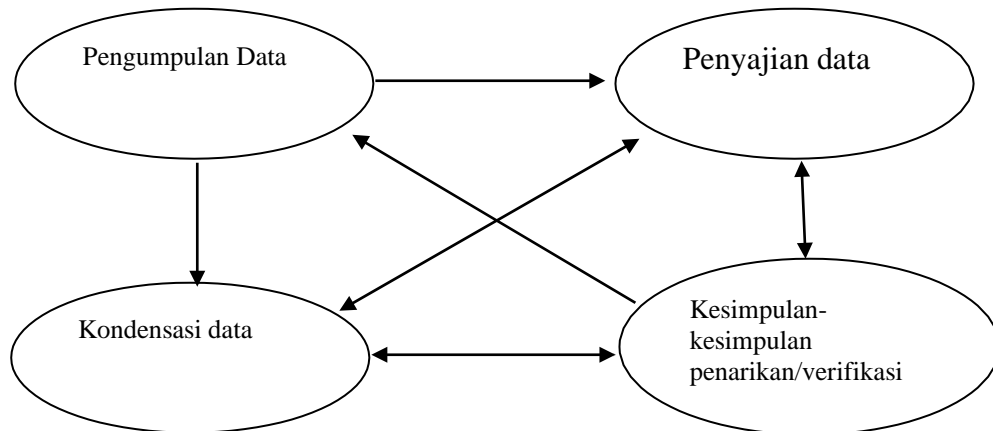 Pengumpulan Data
Penyajian data
Kondensasi data
Kesimpulan-
kesimpulan
penarikan/verifikasi